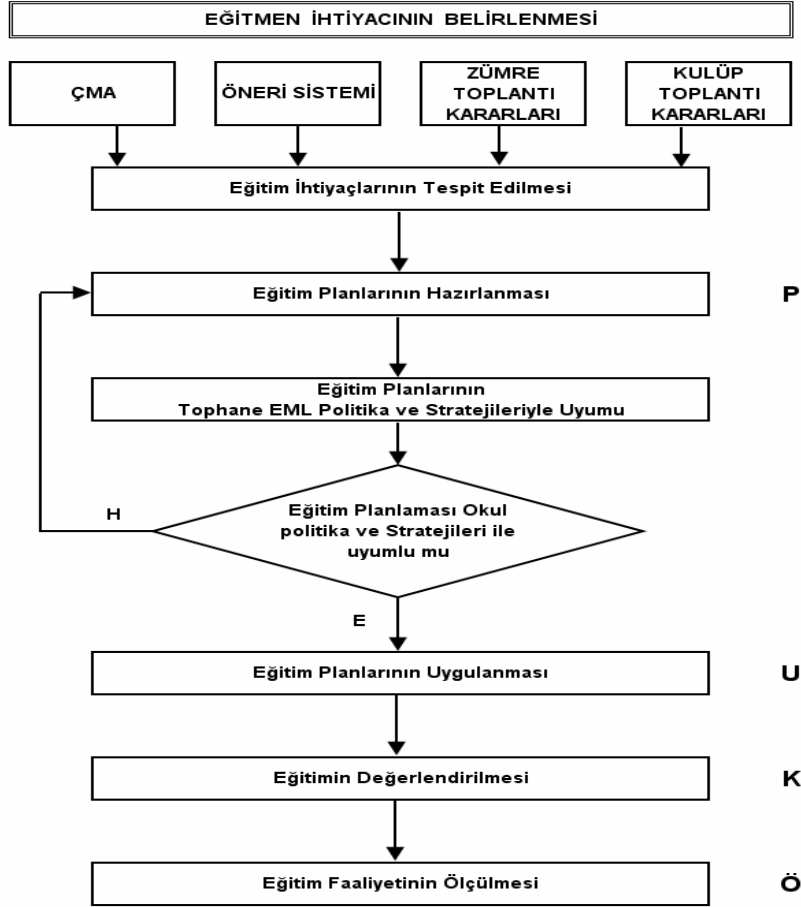 EĞİTMEN İHTİYACININ BELİRLENMESİ
ÇMA
ÖNERİ SİSTEMİ
ZÜMRE
TOPLANTI
KARARLARI
KULÜP
TOPLANTI
KARARLARI
Eğitim İhtiyaçlarının Tespit Edilmesi
Eğitim Planlarının Hazırlanması
P
Eğitim Planlarının
Tophane EML Politika ve Stratejileriyle Uyumu
H
Eğitim Planlaması Okul
politika ve Stratejileri ile
uyumlu mu
E
Eğitim Planlarının Uygulanması
U
Eğitimin Değerlendirilmesi
K
Eğitim Faaliyetinin Ölçülmesi
Ö